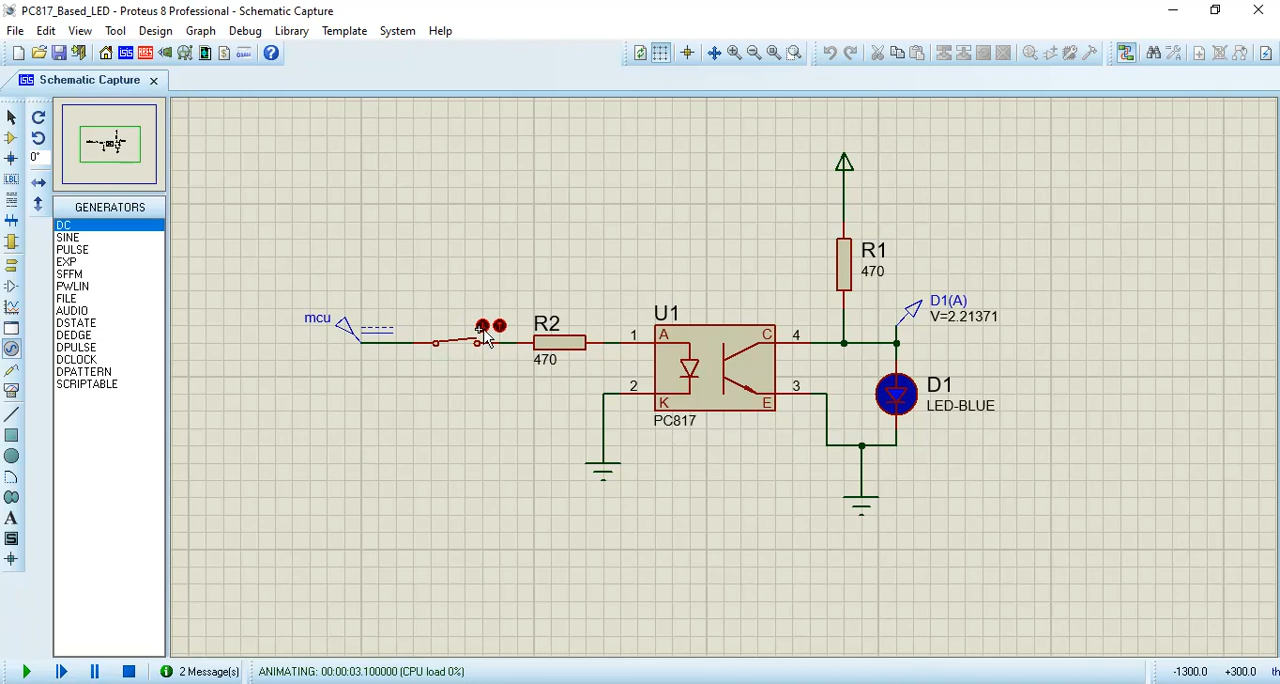 PC817_Based_LED - Proteus 8 Professional - Schematic Capture
File Edit View Tool Design Graph Debug Library Template System Help
Schematic Capture
0°
LBL
GENERATORS
DC
SINE
PULSE
EXP
SFFM
PWLIN
FILE
AUDIO
DSTATE
DEDGE
DPULSE
DCLOCK
DPATTERN
SCRIPTABLE
mcu
R2
470
U1
1
A
C
4
2
K
E
3
PC817
R1
470
D1(A)
V=2.21371
D1
LED-BLUE
2 Message(s)
ANIMATING: 00:00:03.100000 (CPU load 0%)
-1300.0
+300.0
th